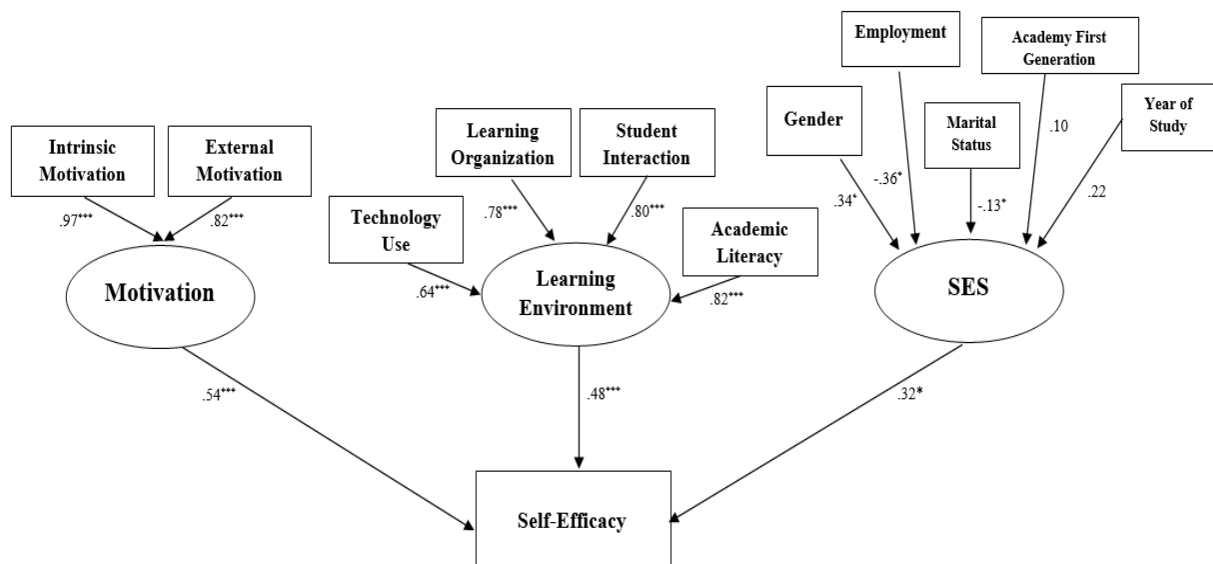 Employment
Academy First
Generation
Gender
Marital
Status
Year of
Study
Intrinsic
Motivation
External
Motivation
Learning
Organization
Student
Interaction
Technology
Use
Academic
Literacy
.97***
.82***
.78***
.80***
.64***
.82***
.34*
-.36*
-.13*
.10
.22
Motivation
Learning
Environment
SES
.54***
.48***
.32*
Self-Efficacy